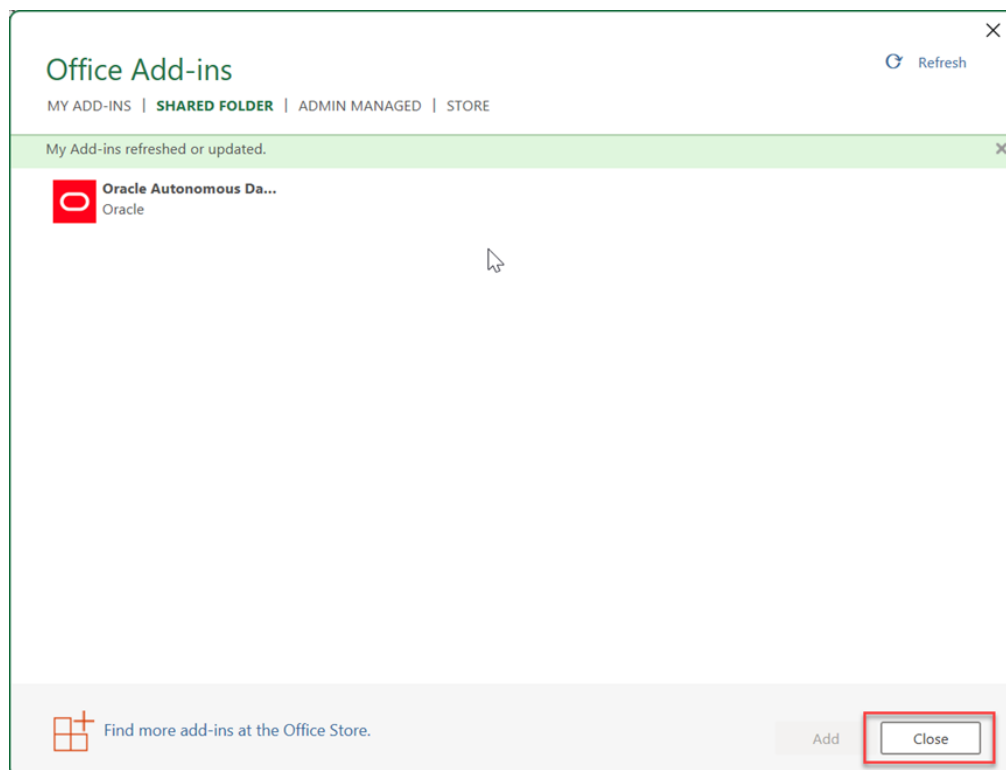 Office Add-ins
Refresh
MY ADD-INS | SHARED FOLDER | ADMIN MANAGED | STORE
My Add-ins refreshed or updated.
Oracle Autonomous Da...
Oracle
Find more add-ins at the Office Store.
Add
Close